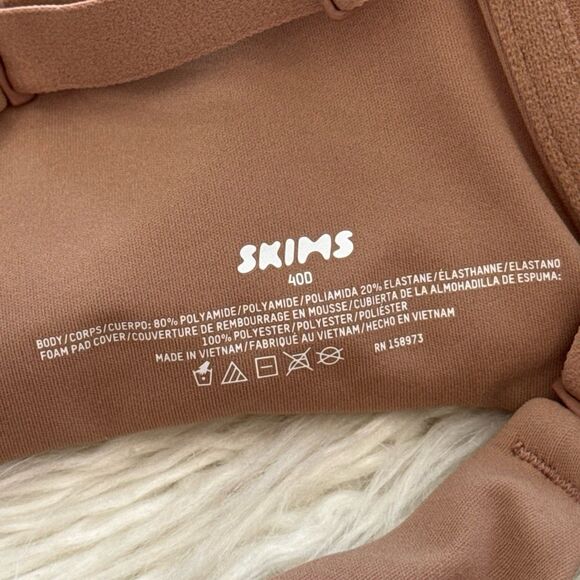 SKIMS
40D
BODY/CORPS/CUERPO: 80% POLYAMIDE/POLYAMIDE/POLIAMIDA 20% ELASTANE/ÉLASTHANNE/ELASTANO
FOAM PAD COVER/COUVERTURE DE REMBOURRAGE EN MOUSSE/CUBIERTA DE LA ALMOHADILLA DE ESPUMA:
100% POLYESTER/POLYESTER/POLIÉSTER
MADE IN VIETNAM/FABRIQUÉ AU VIETNAM/HECHO EN VIETNAM
RN 158973